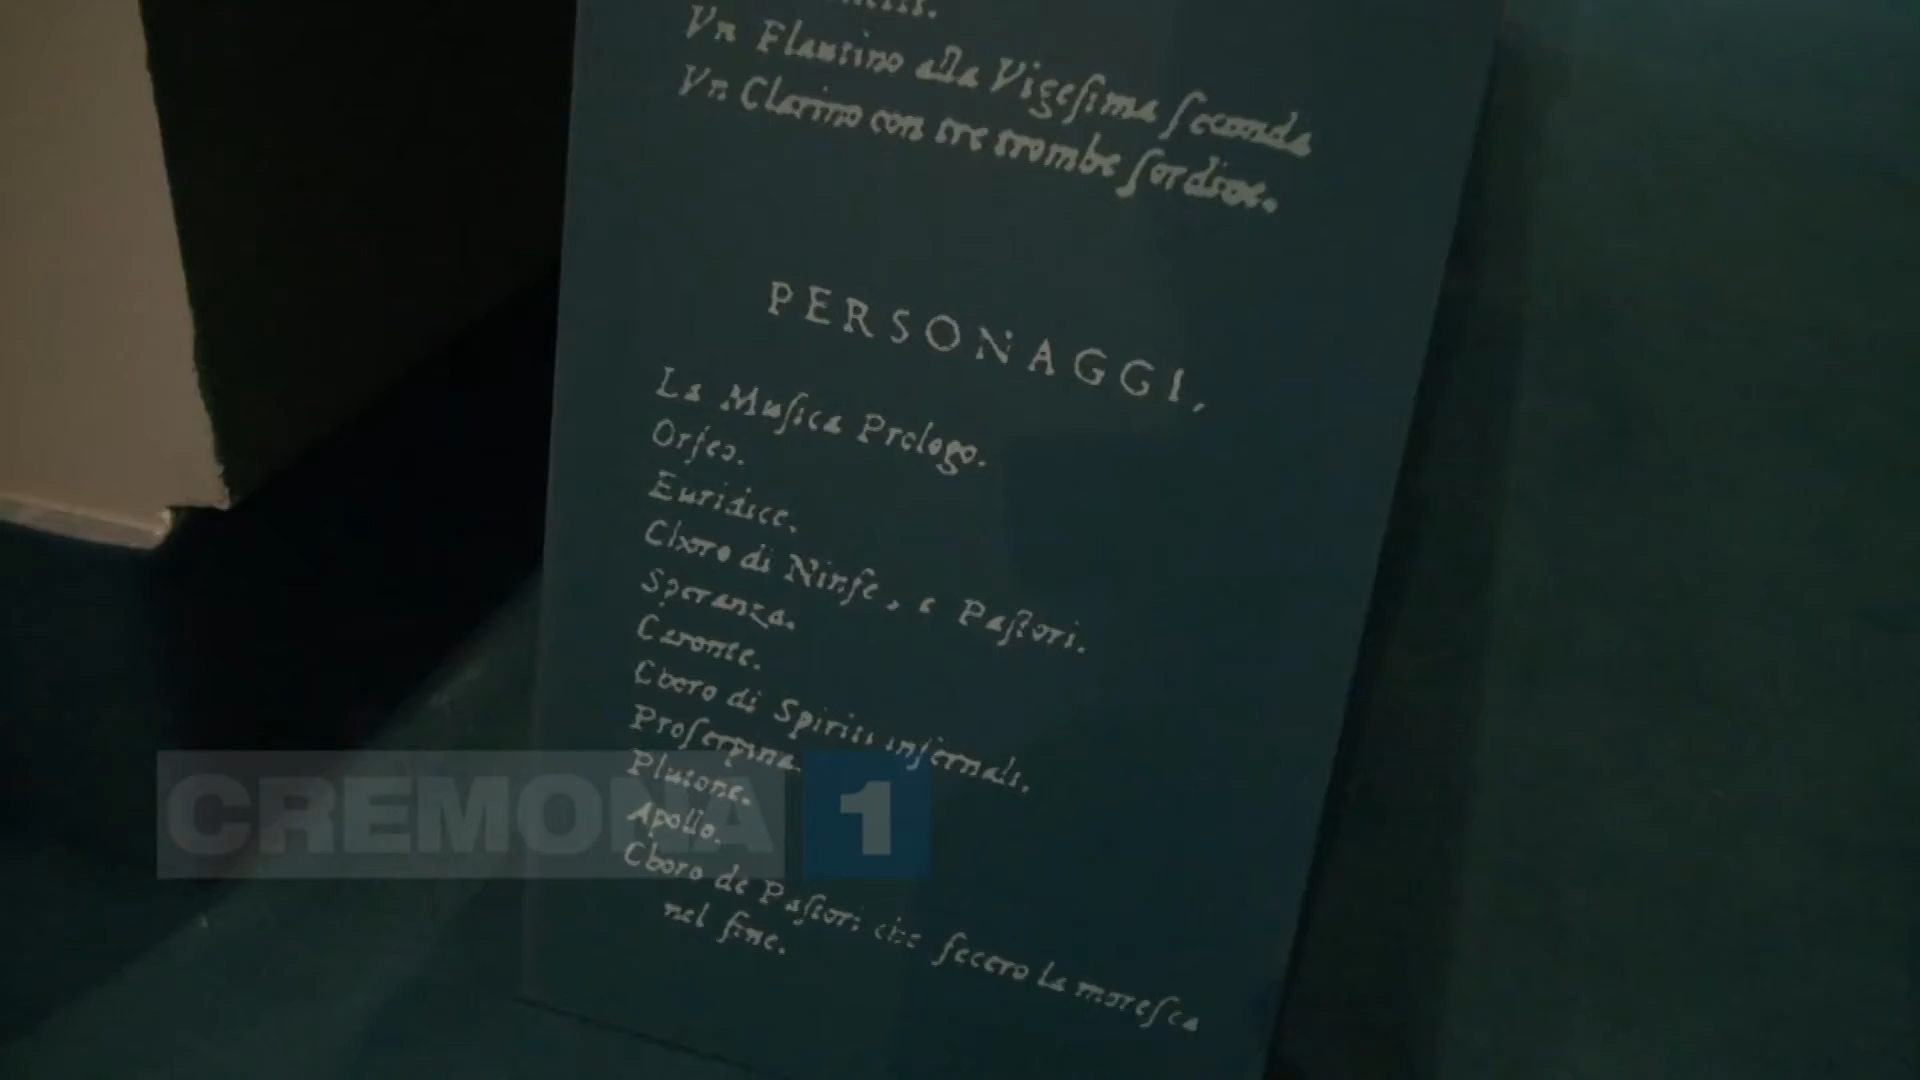 Vn Flautino alla Vigeſima ſeconda
Vn Clarino con tre trombe ſordine.
PERSONAGGI,
La Muſica Prologo.
Orfeo.
Euridice.
Choro di Ninfe, e Paſtori.
Speranza.
Caronte.
Choro di Spiriti infernali.
Proſerpina.
Plutone.
Apollo.
Choro de Paſtori che fecero la moreſca
nel fine.
CREMONA 1